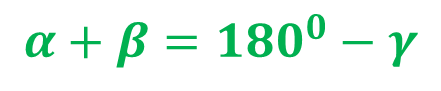 α + β = 180⁰ − γ